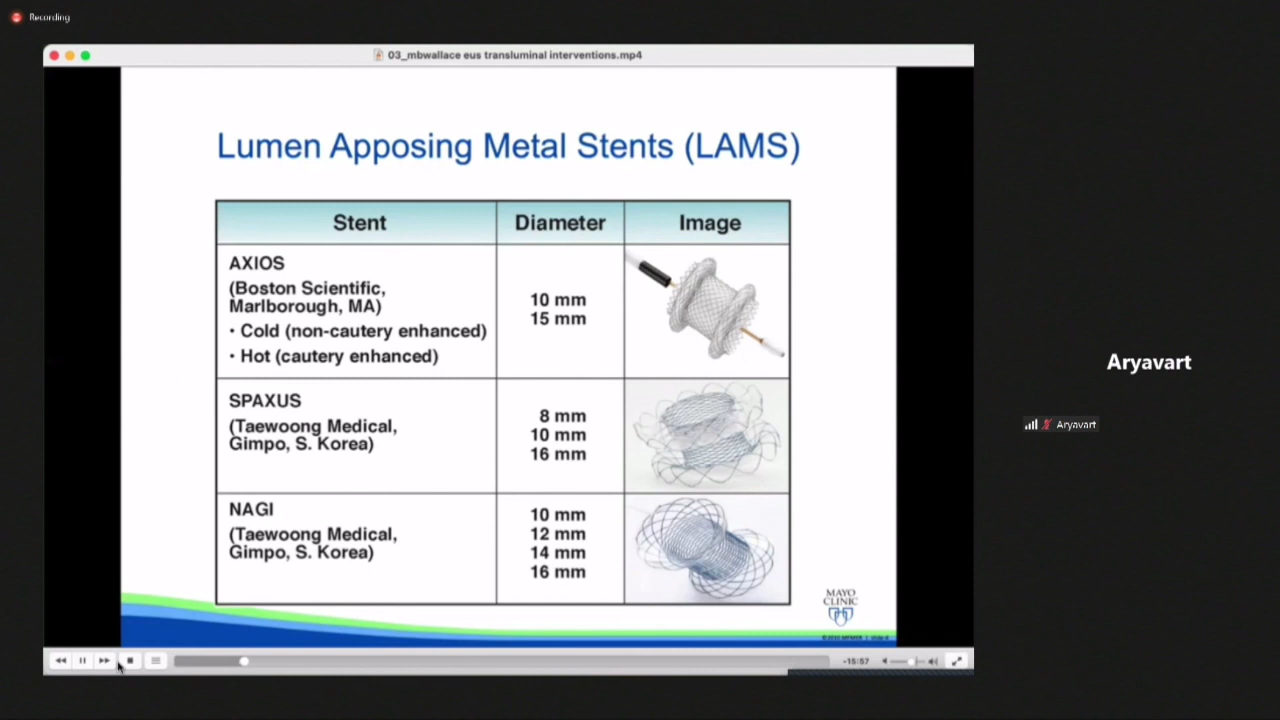 Recording
03_mbwallace eus transluminal interventions.mp4
Lumen Apposing Metal Stents (LAMS)
Stent
Diameter
Image
AXIOS
(Boston Scientific,
Marlborough, MA)
• Cold (non-cautery enhanced)
• Hot (cautery enhanced)
10 mm
15 mm
SPAXUS
(Taewoong Medical,
Gimpo, S. Korea)
8 mm
10 mm
16 mm
NAGI
(Taewoong Medical,
Gimpo, S. Korea)
10 mm
12 mm
14 mm
16 mm
MAYO
CLINIC
-15:57
Aryavart
Aryavart